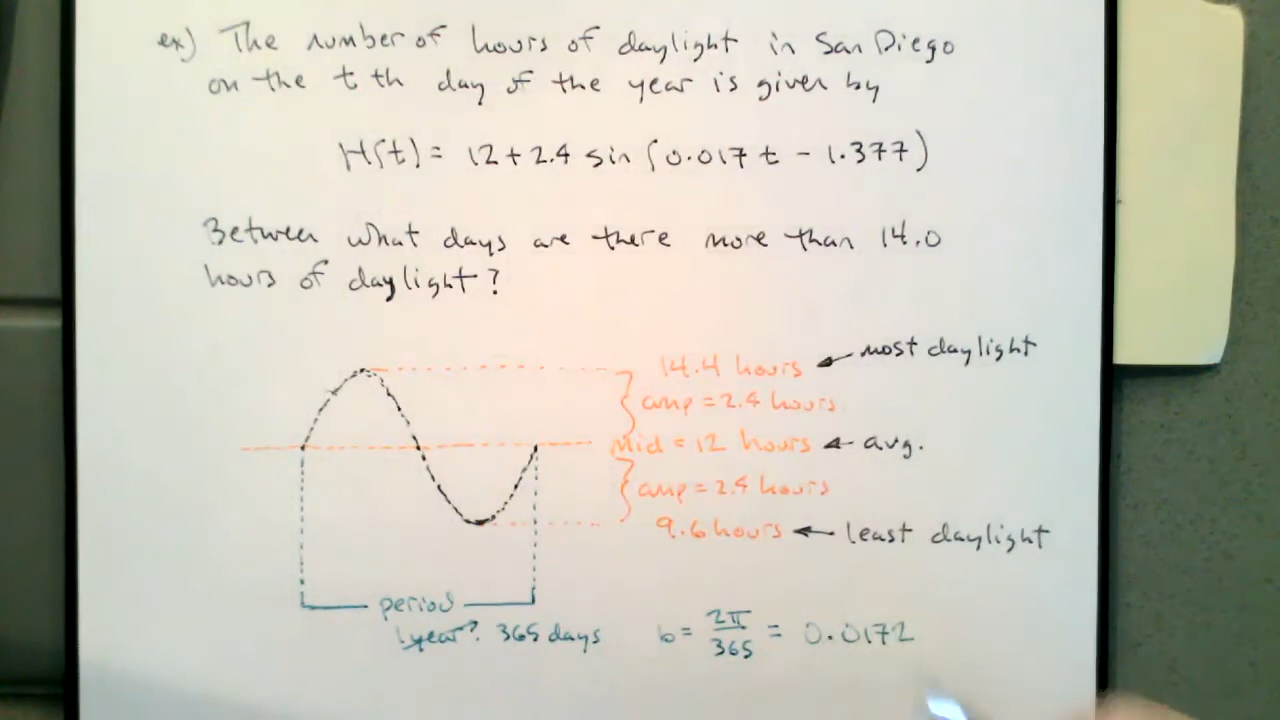 ex) The number of hours of daylight in San Diego
on the t th day of the year is given by
H(t) = 12 + 2.4 sin (0.017 t - 1.377)
Between what days are there more than 14.0
hours of daylight?
14.4 hours ← most daylight
amp = 2.4 hours
Mid = 12 hours ← avg.
amp = 2.4 hours
9.6 hours ← least daylight
period
1 year? 365 days
b = 2π/365 = 0.0172